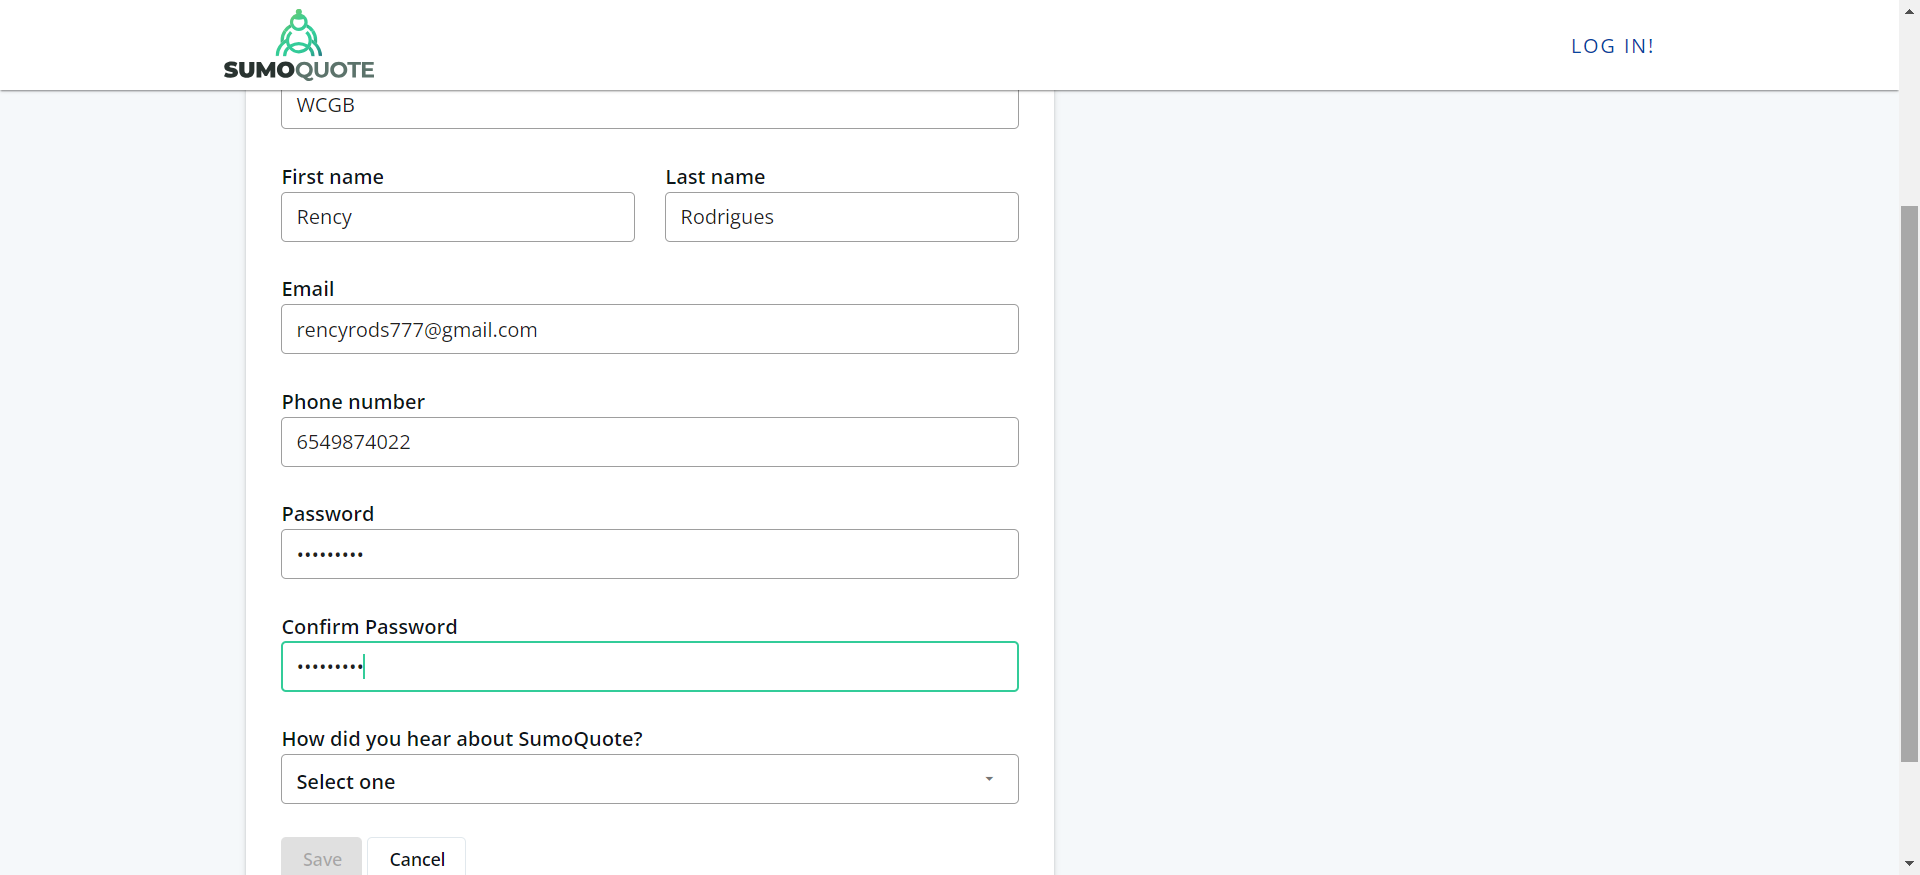 SUMOQUOTE
LOG IN!
WCGB
First name
Last name
Rency
Rodrigues
Email
rencyrods777@gmail.com
Phone number
6549874022
Password
•••••••••
Confirm Password
•••••••••
How did you hear about SumoQuote?
Select one
Save
Cancel